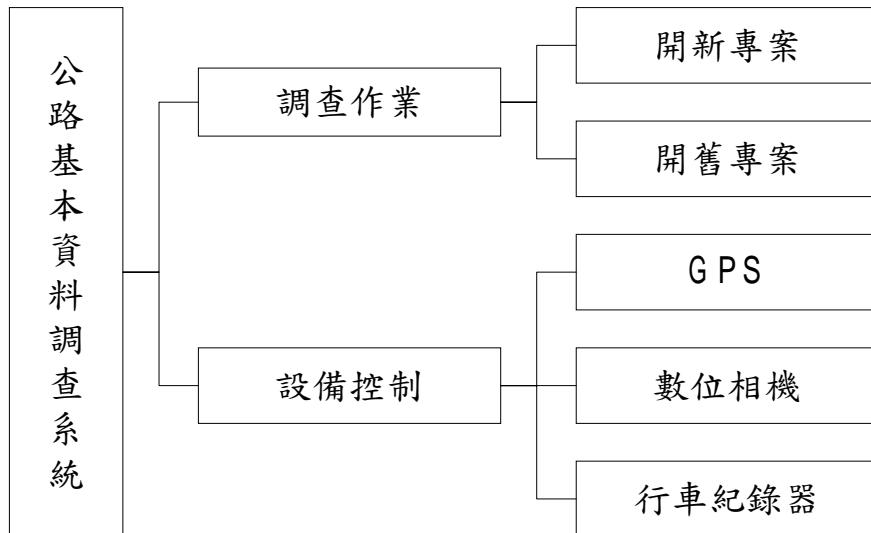 公路基本資料調查系統
調查作業
開新專案
開舊專案
設備控制
GPS
數位相機
行車紀錄器